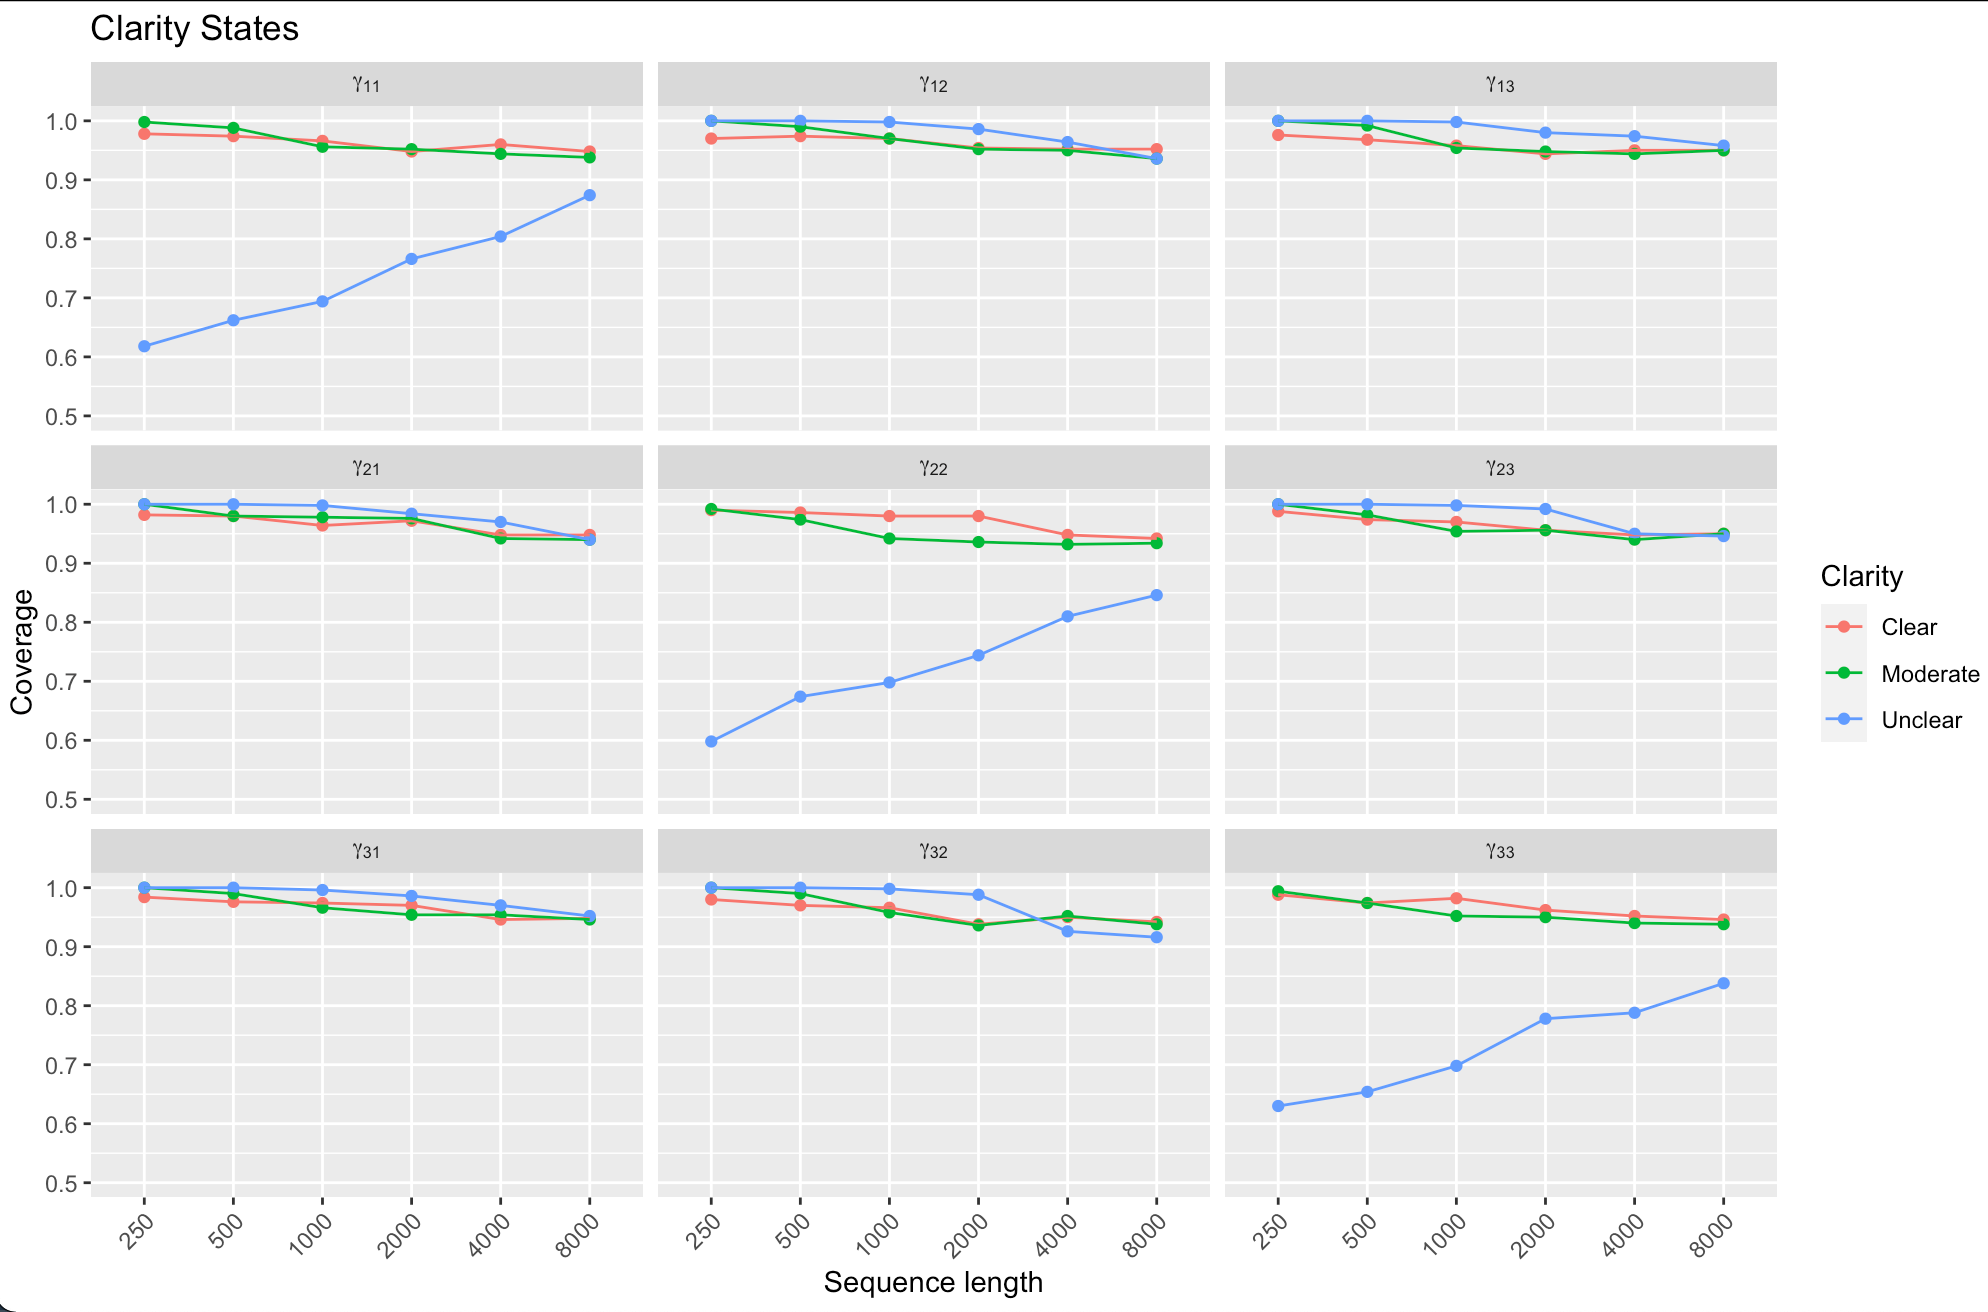 Clarity States
γ11 γ12 γ13
1.0
0.9
0.8
0.7
0.6
0.5
γ21 γ22 γ23
1.0
0.9
0.8
0.7
0.6
0.5
γ31 γ32 γ33
1.0
0.9
0.8
0.7
0.6
0.5
250 500 1000 2000 4000 8000 250 500 1000 2000 4000 8000 250 500 1000 2000 4000 8000
Sequence length
Coverage
Clarity
Clear
Moderate
Unclear